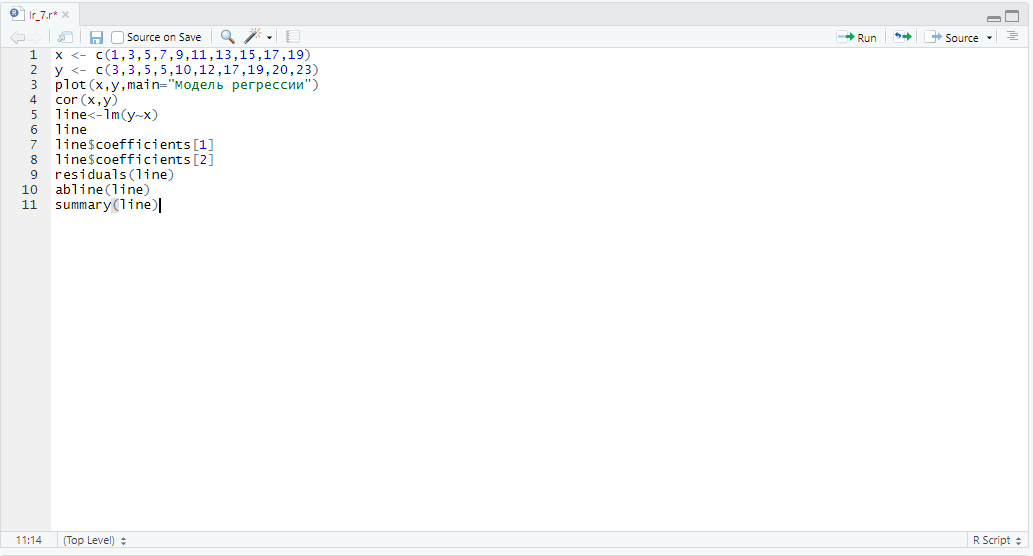 lr_7.r*
Source on Save
Run
Source
1 x <- c(1,3,5,7,9,11,13,15,17,19)
2 y <- c(3,3,5,5,10,12,17,19,20,23)
3 plot(x,y,main="Модель регрессии")
4 cor(x,y)
5 line<-lm(y~x)
6 line
7 line$coefficients[1]
8 line$coefficients[2]
9 residuals(line)
10 abline(line)
11 summary(line)
11:14 (Top Level) R Script